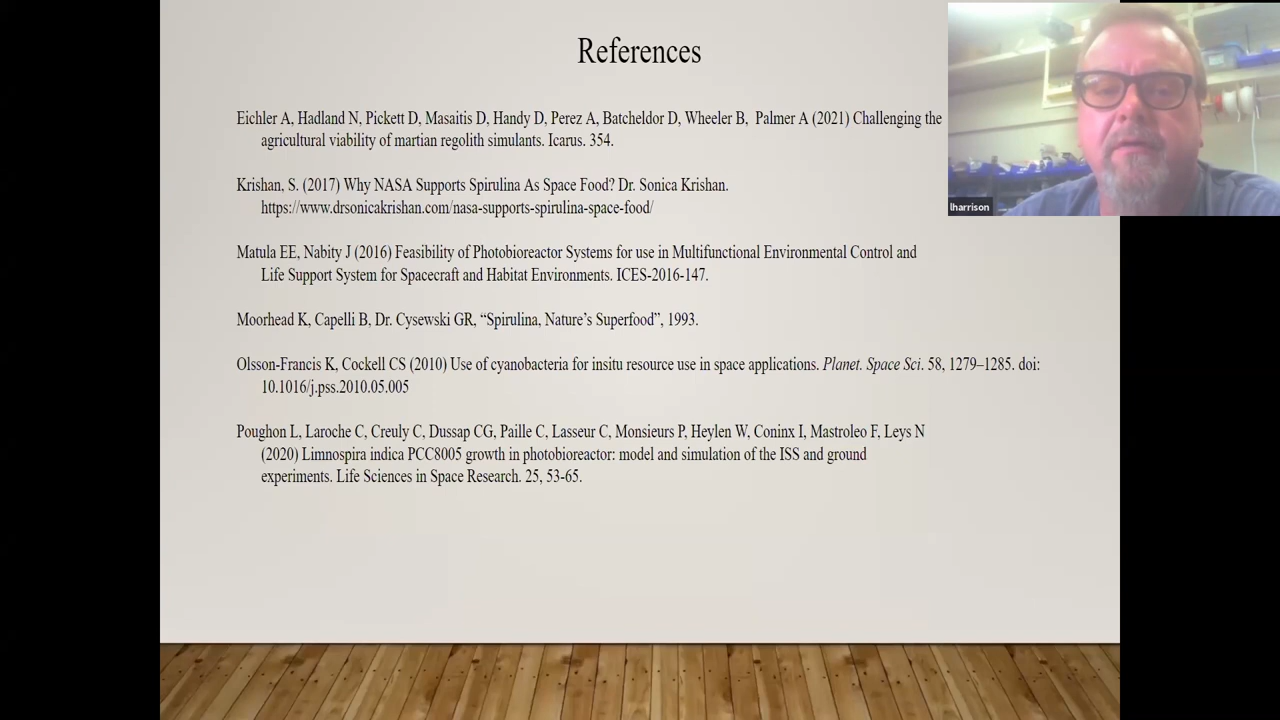 References
Eichler A, Hadland N, Pickett D, Masaitis D, Handy D, Perez A, Batcheldor D, Wheeler B, Palmer A (2021) Challenging the
agricultural viability of martian regolith simulants. Icarus. 354.
Krishan, S. (2017) Why NASA Supports Spirulina As Space Food? Dr. Sonica Krishan.
https://www.drsonicakrishan.com/nasa-supports-spirulina-space-food/
Matula EE, Nabity J (2016) Feasibility of Photobioreactor Systems for use in Multifunctional Environmental Control and
Life Support System for Spacecraft and Habitat Environments. ICES-2016-147.
Moorhead K, Capelli B, Dr. Cysewski GR, “Spirulina, Nature’s Superfood”, 1993.
Olsson-Francis K, Cockell CS (2010) Use of cyanobacteria for insitu resource use in space applications. Planet. Space Sci. 58, 1279–1285. doi:
10.1016/j.pss.2010.05.005
Poughon L, Laroche C, Creuly C, Dussap CG, Paille C, Lasseur C, Monsieurs P, Heylen W, Coninx I, Mastroleo F, Leys N
(2020) Limnospira indica PCC8005 growth in photobioreactor: model and simulation of the ISS and ground
experiments. Life Sciences in Space Research. 25, 53-65.
lharrison